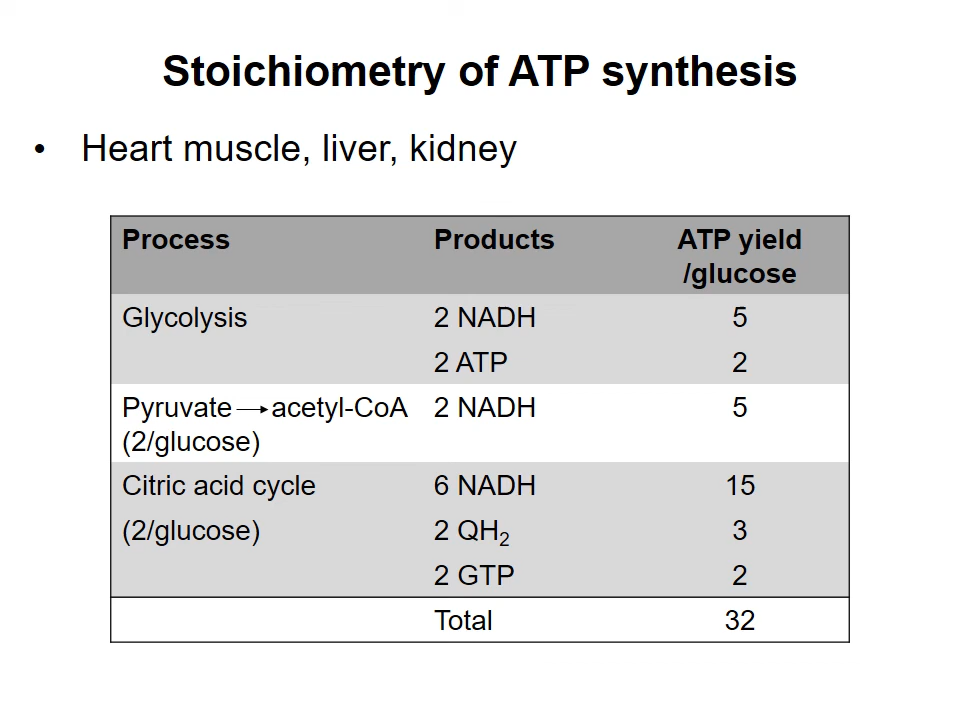 Stoichiometry of ATP synthesis
• Heart muscle, liver, kidney
Process Products ATP yield
/glucose
Glycolysis 2 NADH 5
2 ATP 2
Pyruvate → acetyl-CoA 2 NADH 5
(2/glucose)
Citric acid cycle 6 NADH 15
(2/glucose) 2 QH₂ 3
2 GTP 2
Total 32